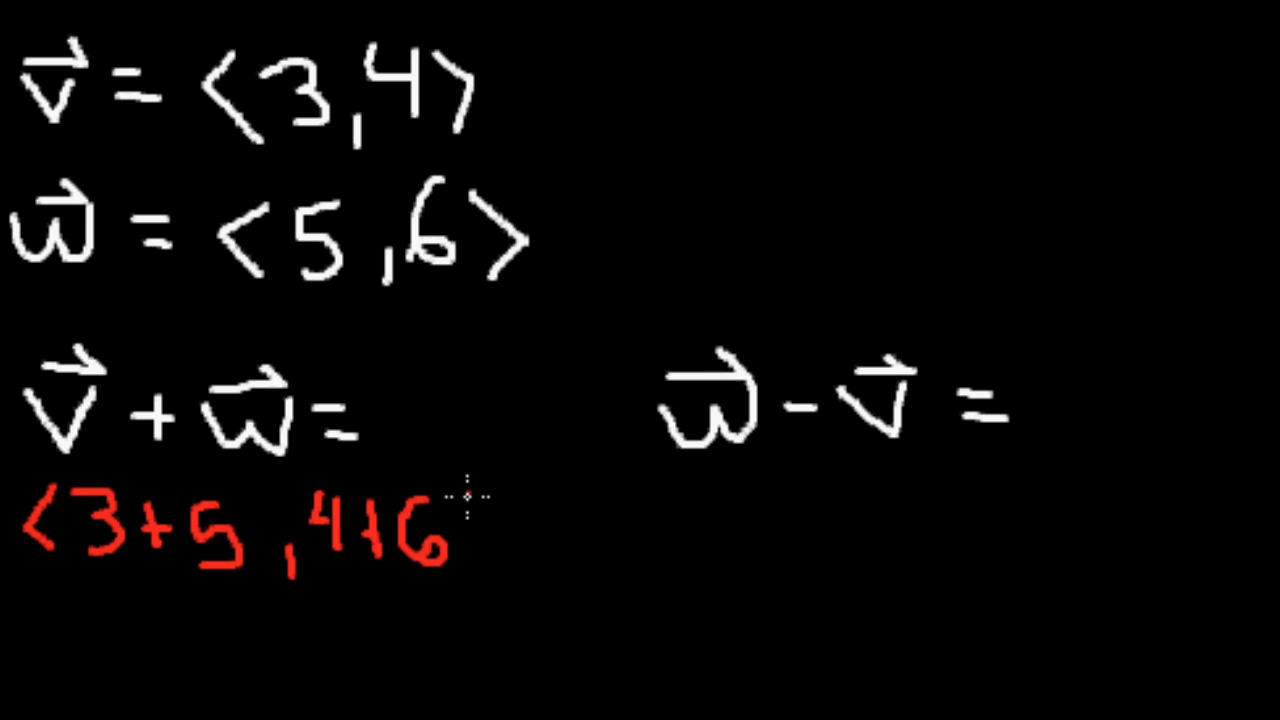 v⃗ = <3,4>
w⃗ = <5,6>
v⃗ + w⃗ =
w⃗ - v⃗ =
<3+5,4+6